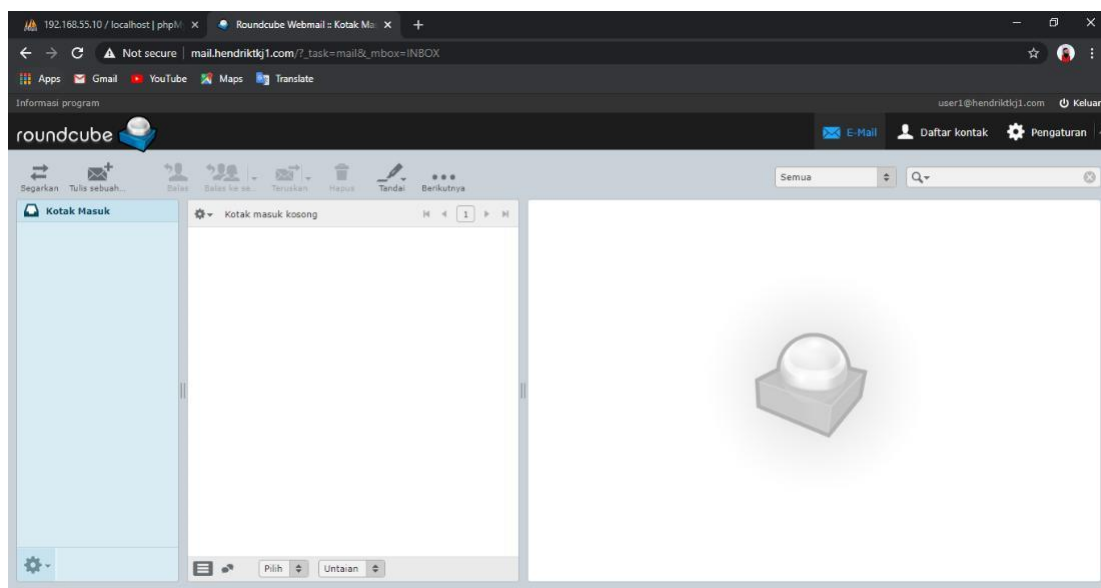 192.168.55.10 / localhost | phpM
Roundcube Webmail :: Kotak Ma
Not secure | mail.hendriktkj1.com/?_task=mail&_mbox=INBOX
Apps Gmail YouTube Maps Translate
Informasi program user1@hendriktkj1.com Keluar
roundcube E-Mail Daftar kontak Pengaturan
Segarkan Tulis sebuah... Balas Balas ke se... Teruskan Hapus Tandai Berikutnya Semua
Kotak Masuk Kotak masuk kosong 1
Pilih Untaian